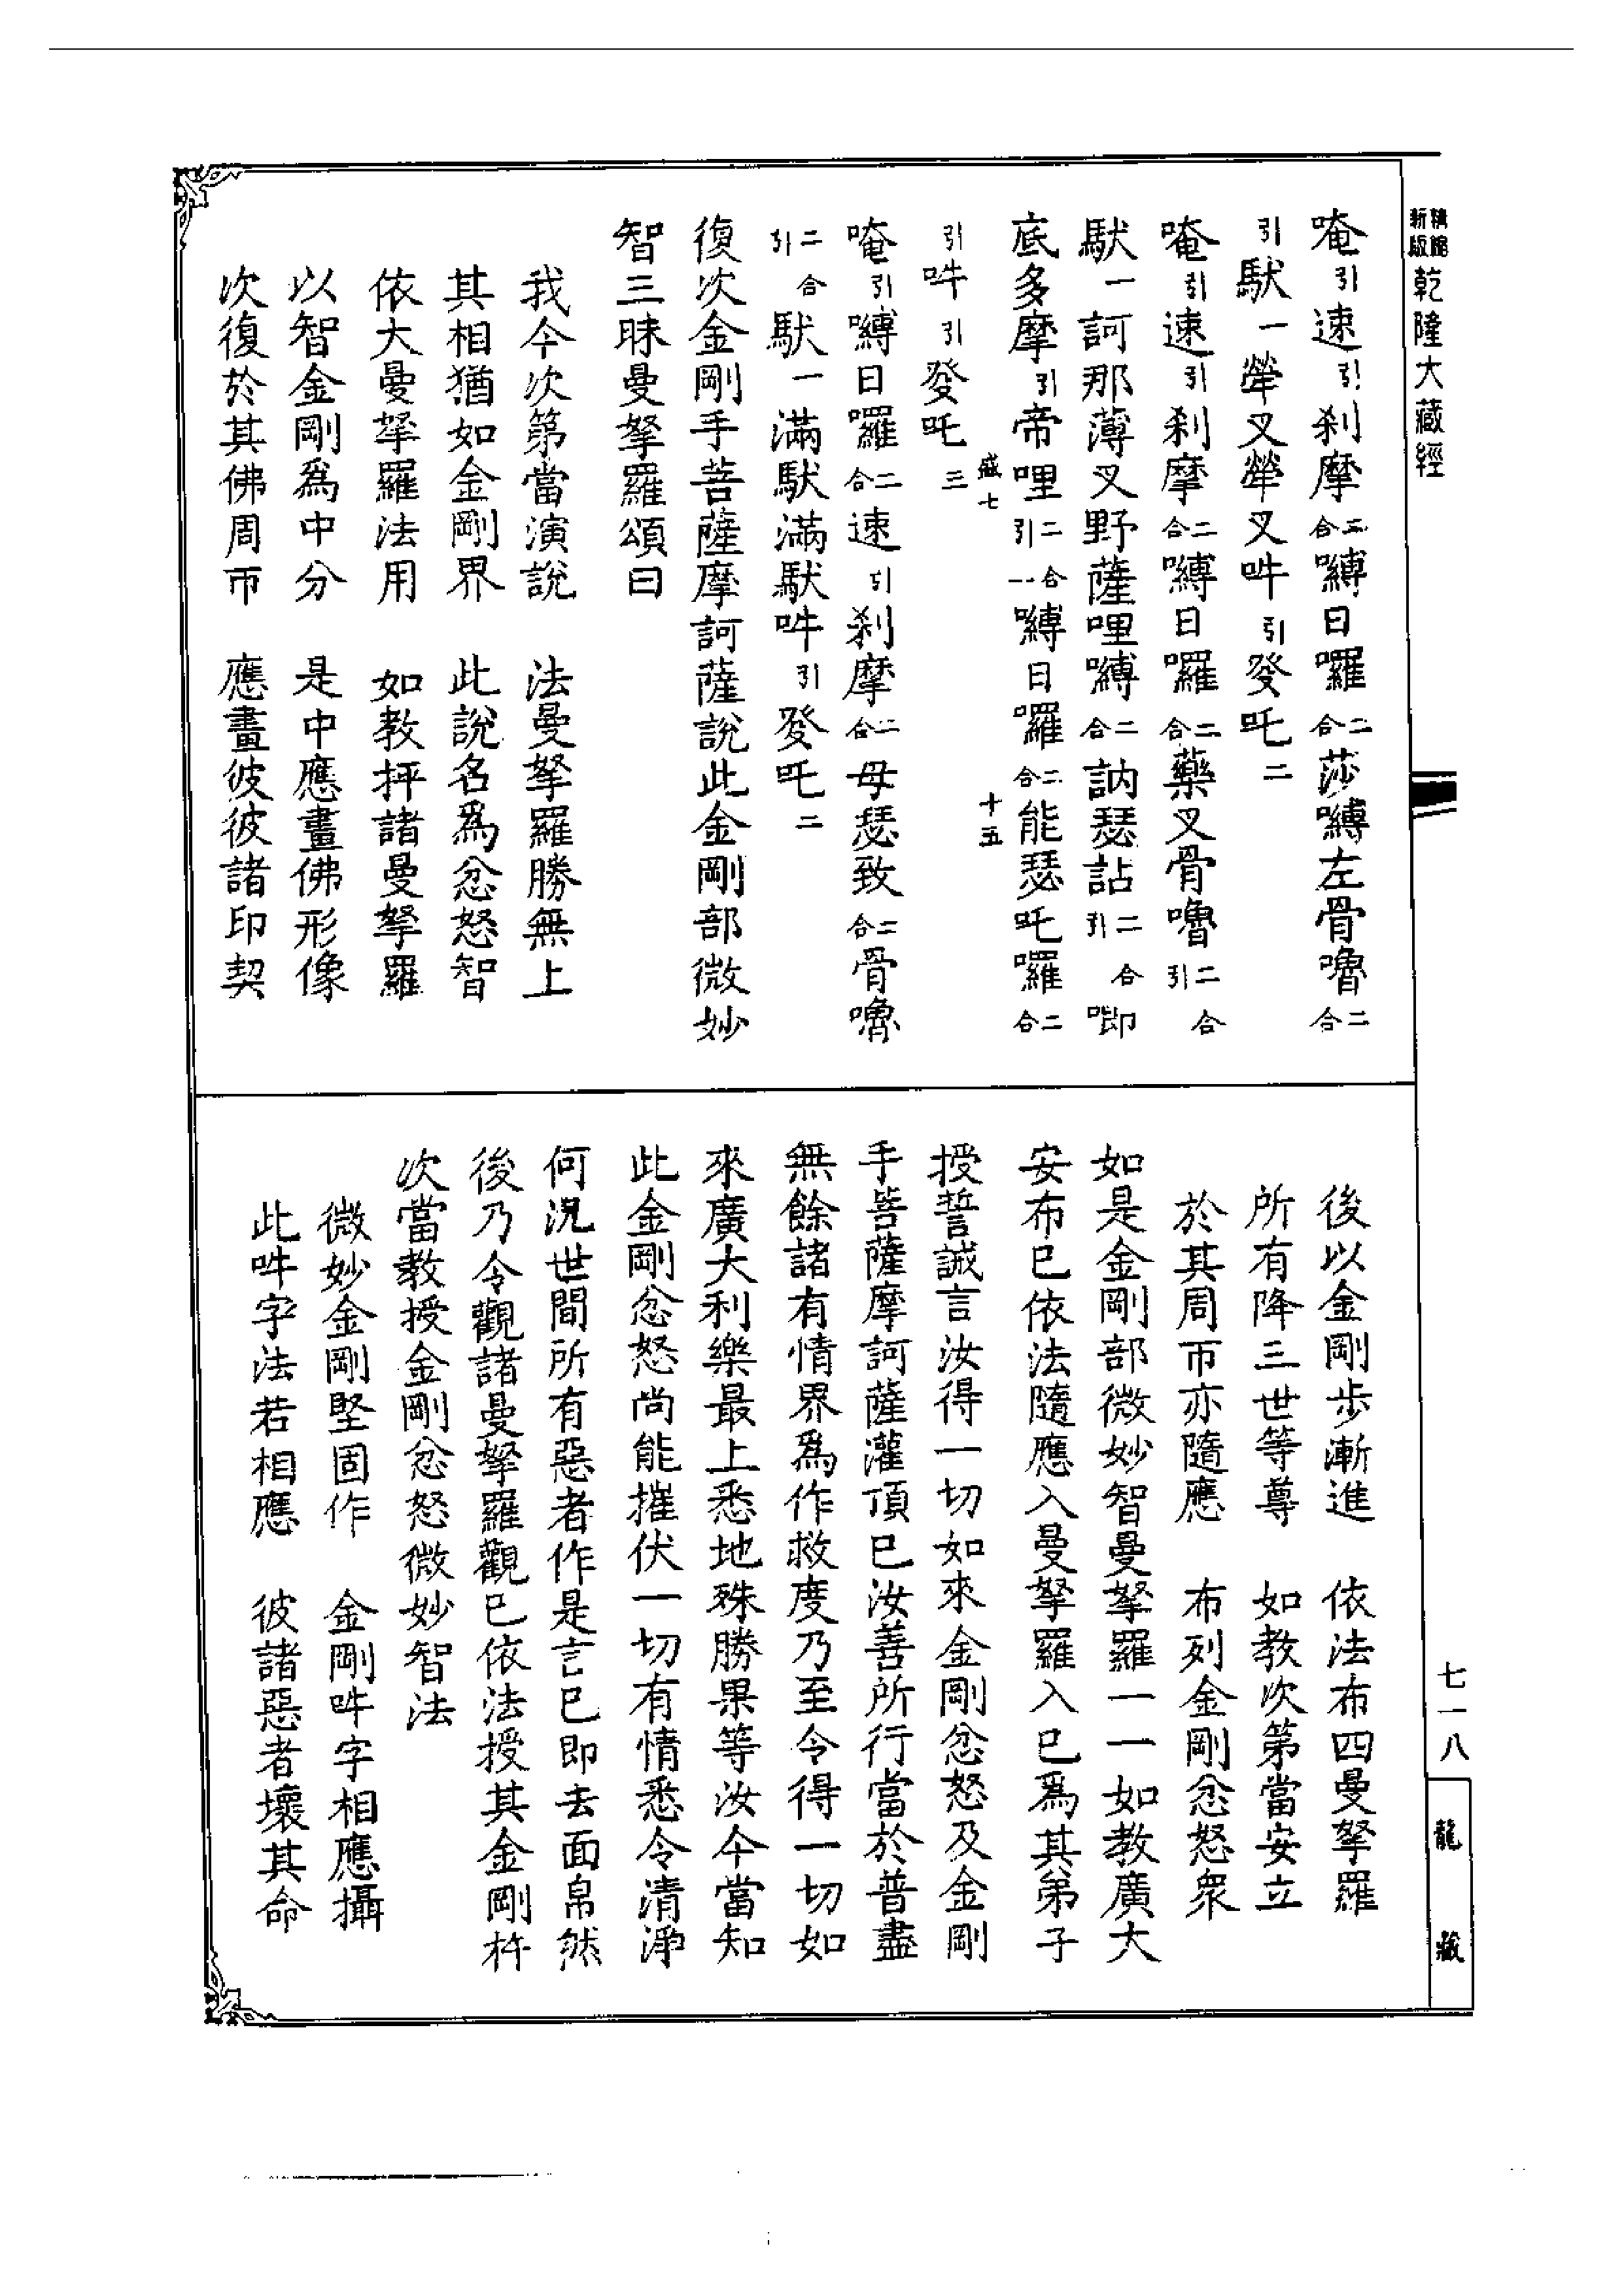 新版 精縮 乾隆大藏經
唵引速引刹摩二合嚩日囉二合莎嚩左骨嚕二合
引馱一犖叉犖叉吽引發吒二
唵引速引刹摩二合嚩日囉二合藥叉骨嚕二合引
馱一訶那薄叉野薩哩嚩二合訥瑟詀二合引唧
底多摩引帝哩二合引一嚩日囉二合能瑟吒囉二合
盛七 十五
引吽引發吒三
唵引嚩日囉二合速引刹摩二合母瑟致二合骨嚕
二合引馱一滿馱滿馱吽引發吒二
復次金剛手菩薩摩訶薩說此金剛部微妙
智三昧曼拏羅頌曰
我今次第當演說 法曼拏羅勝無上
其相猶如金剛界 此說名爲忿怒智
依大曼拏羅法用 如教抨諸曼拏羅
以智金剛爲中分 是中應畫佛形像
次復於其佛周帀 應畫彼彼諸印契
後以金剛步漸進 依法布四曼拏羅
所有降三世等尊 如教次第當安立
於其周帀亦隨應 布列金剛忿怒衆
如是金剛部微妙智曼拏羅一一如教廣大
安布已依法隨應入曼拏羅入已爲其弟子
授誓誡言汝得一切如來金剛忿怒及金剛
手菩薩摩訶薩灌頂已汝善所行當於普盡
無餘諸有情界爲作救度乃至令得一切如
來廣大利樂最上悉地殊勝果等汝今當知
此金剛忿怒尚能摧伏一切有情悉令清淨
何況世間所有惡者作是言已即去面帛然
後乃令觀諸曼拏羅觀已依法授其金剛杵
次當教授金剛忿怒微妙智法
微妙金剛堅固作 金剛吽字相應攝
此吽字法若相應 彼諸惡者壞其命
七一八
龍藏